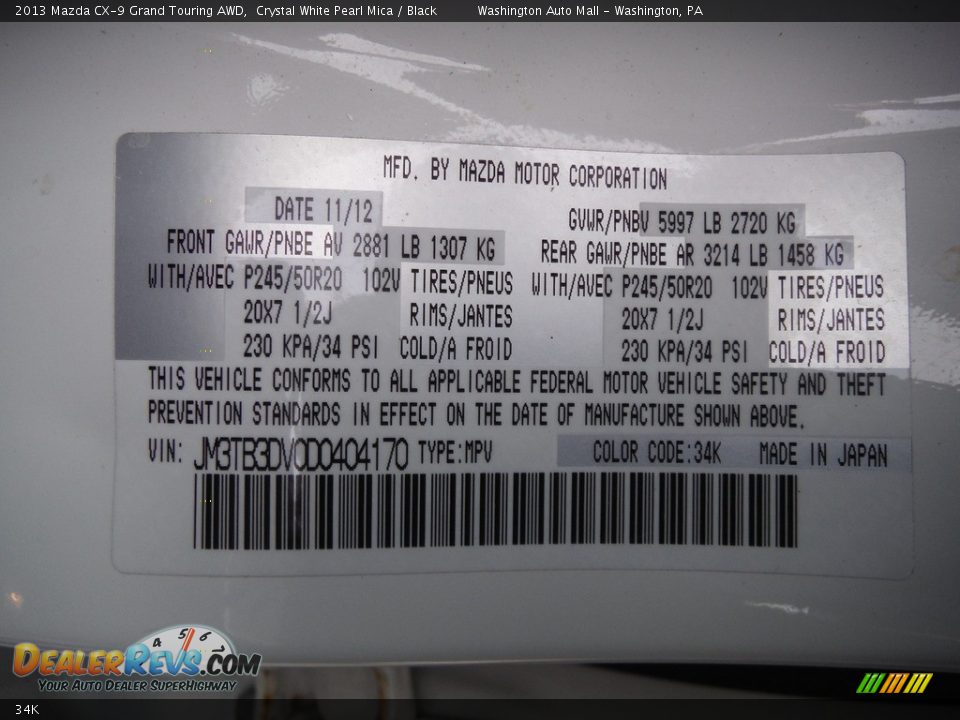 2013 Mazda CX-9 Grand Touring AWD, Crystal White Pearl Mica / Black Washington Auto Mall - Washington, PA
MFD. BY MAZDA MOTOR CORPORATION
DATE 11/12 GVWR/PNBV 5997 LB 2720 KG
FRONT GAWR/PNBE AV 2881 LB 1307 KG REAR GAWR/PNBE AR 3214 LB 1458 KG
WITH/AVEC P245/50R20 102V TIRES/PNEUS WITH/AVEC P245/50R20 102V TIRES/PNEUS
20X7 1/2J RIMS/JANTES 20X7 1/2J RIMS/JANTES
230 KPA/34 PSI COLD/A FROID 230 KPA/34 PSI COLD/A FROID
THIS VEHICLE CONFORMS TO ALL APPLICABLE FEDERAL MOTOR VEHICLE SAFETY AND THEFT
PREVENTION STANDARDS IN EFFECT ON THE DATE OF MANUFACTURE SHOWN ABOVE.
VIN: JM3TB3DV0D0404170 TYPE:MPV COLOR CODE:34K MADE IN JAPAN
4 5 6
DEALERREVS.COM
YOUR AUTO DEALER SUPERHIGHWAY
34K